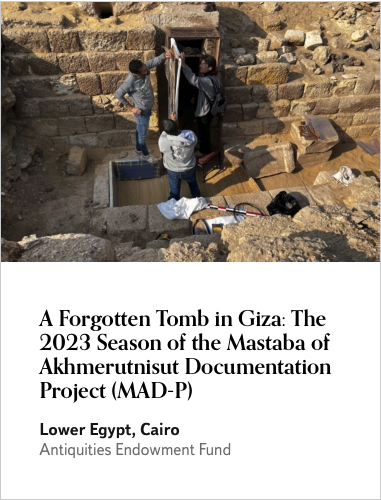 A Forgotten Tomb in Giza: The
2023 Season of the Mastaba of
Akhmerutnisut Documentation
Project (MAD-P)
Lower Egypt, Cairo
Antiquities Endowment Fund